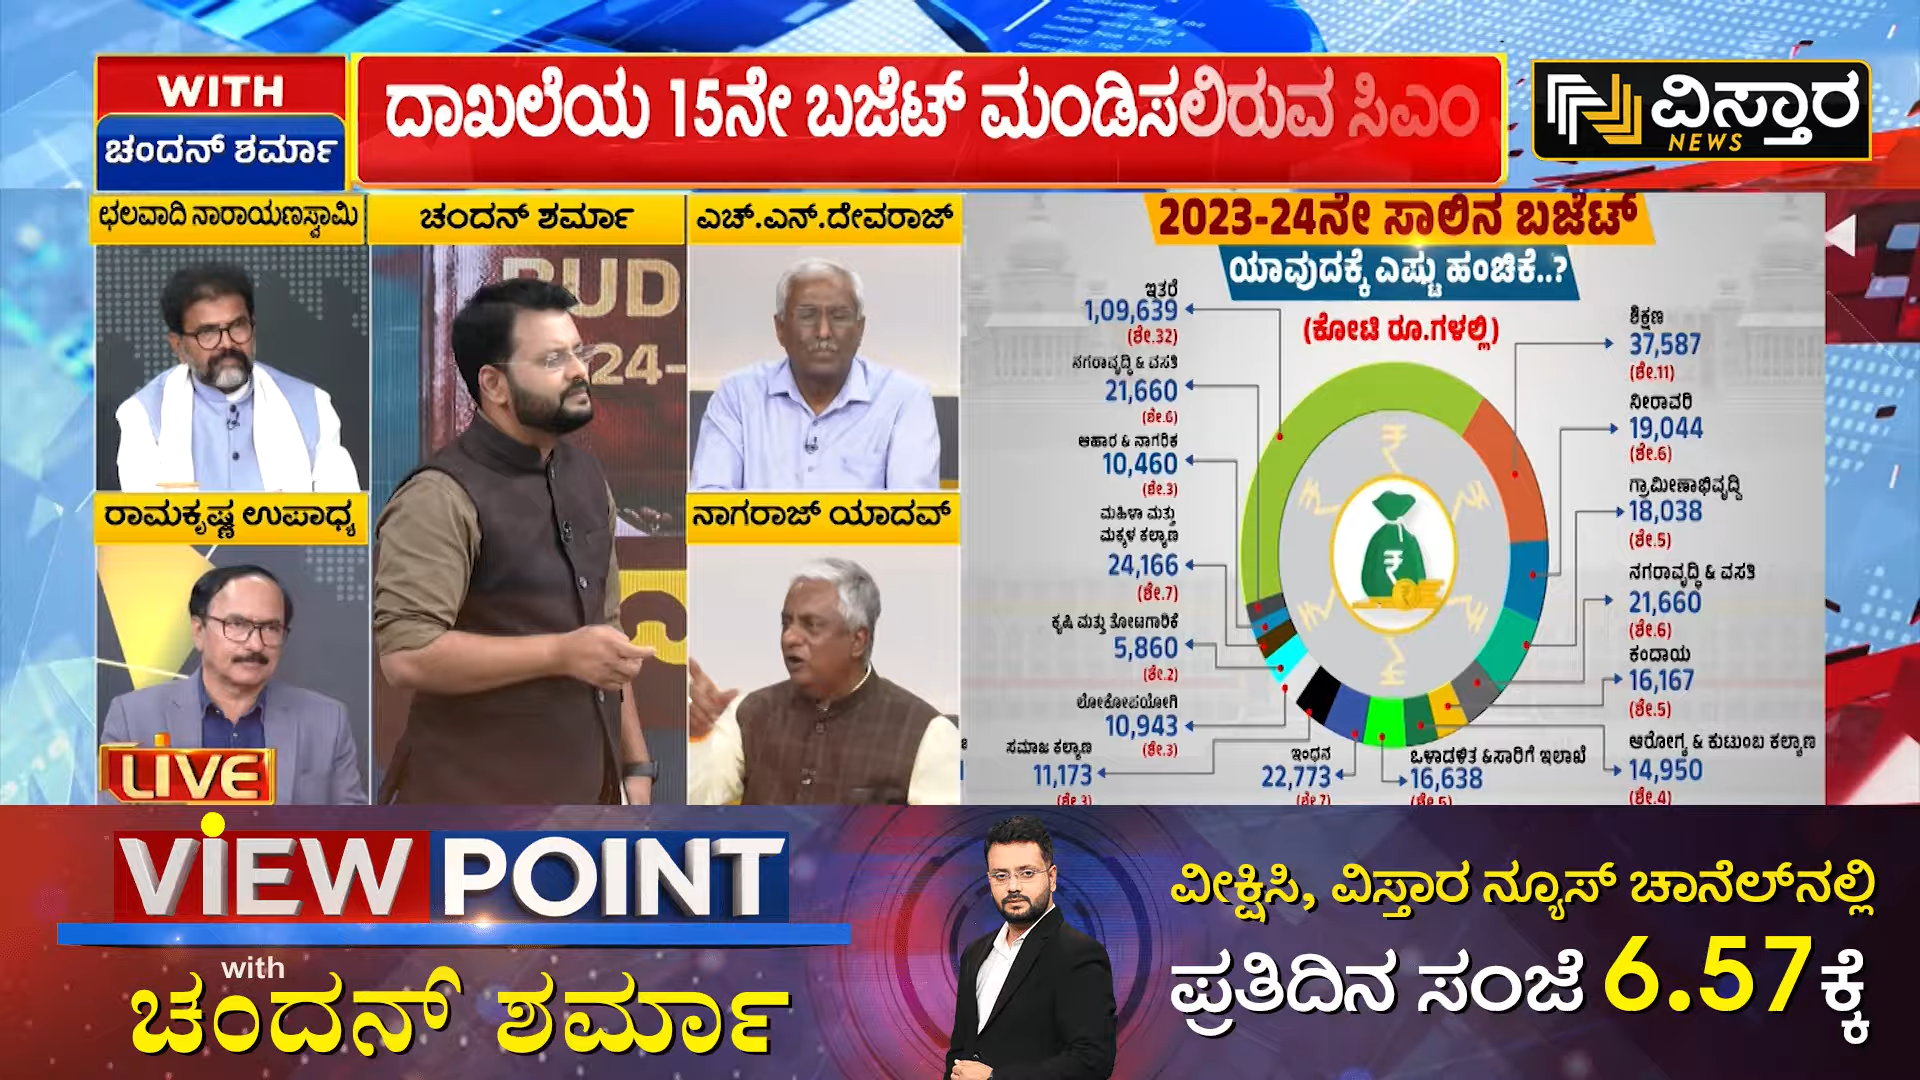 WITH
ಚಂದನ್ ಶರ್ಮಾ
ದಾಖಲೆಯ 15ನೇ ಬಜೆಟ್ ಮಂಡಿಸಲಿರುವ ಸಿಎಂ
ವಿಸ್ತಾರ
NEWS
ಛಲವಾದಿ ನಾರಾಯಣಸ್ವಾಮಿ
ಚಂದನ್ ಶರ್ಮಾ
ಎಚ್.ಎನ್.ದೇವರಾಜ್
ರಾಮಕೃಷ್ಣ ಉಪಾಧ್ಯ
ನಾಗರಾಜ್ ಯಾದವ್
BUD
24-
LIVE
2023-24ನೇ ಸಾಲಿನ ಬಜೆಟ್
ಯಾವುದಕ್ಕೆ ಎಷ್ಟು ಹಂಚಿಕೆ..?
(ಕೋಟಿ ರೂ.ಗಳಲ್ಲಿ)
ಇತರೆ
1,09,639
(ಶೇ.32)
ನಗರಾವೃದ್ಧಿ & ವಸತಿ
21,660
(ಶೇ.6)
ಆಹಾರ & ನಾಗರಿಕ
10,460
(ಶೇ.3)
ಮಹಿಳಾ ಮತ್ತು
ಮಕ್ಕಳ ಕಲ್ಯಾಣ
24,166
(ಶೇ.7)
ಕೃಷಿ ಮತ್ತು ತೋಟಗಾರಿಕೆ
5,860
(ಶೇ.2)
ಲೋಕೋಪಯೋಗಿ
10,943
(ಶೇ.3)
ಸಮಾಜ ಕಲ್ಯಾಣ
11,173
(ಶೇ.3)
ಇಂಧನ
22,773
(ಶೇ.7)
ಒಳಾಡಳಿತ &ಸಾರಿಗೆ ಇಲಾಖೆ
16,638
(ಶೇ.5)
ಶಿಕ್ಷಣ
37,587
(ಶೇ.11)
ನೀರಾವರಿ
19,044
(ಶೇ.6)
ಗ್ರಾಮೀಣಾಭಿವೃದ್ಧಿ
18,038
(ಶೇ.5)
ನಗರಾವೃದ್ಧಿ & ವಸತಿ
21,660
(ಶೇ.6)
ಕಂದಾಯ
16,167
(ಶೇ.5)
ಆರೋಗ್ಯ & ಕುಟುಂಬ ಕಲ್ಯಾಣ
14,950
(ಶೇ.4)
VIEW POINT
with
ಚಂದನ್ ಶರ್ಮಾ
ವೀಕ್ಷಿಸಿ, ವಿಸ್ತಾರ ನ್ಯೂಸ್ ಚಾನೆಲ್‌ನಲ್ಲಿ
ಪ್ರತಿದಿನ ಸಂಜೆ 6.57ಕ್ಕೆ